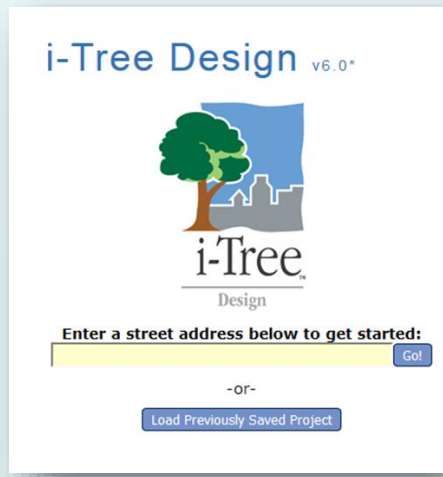 i-Tree Design v6.0*
i-Tree™
Design
Enter a street address below to get started:
Go!
-or-
Load Previously Saved Project